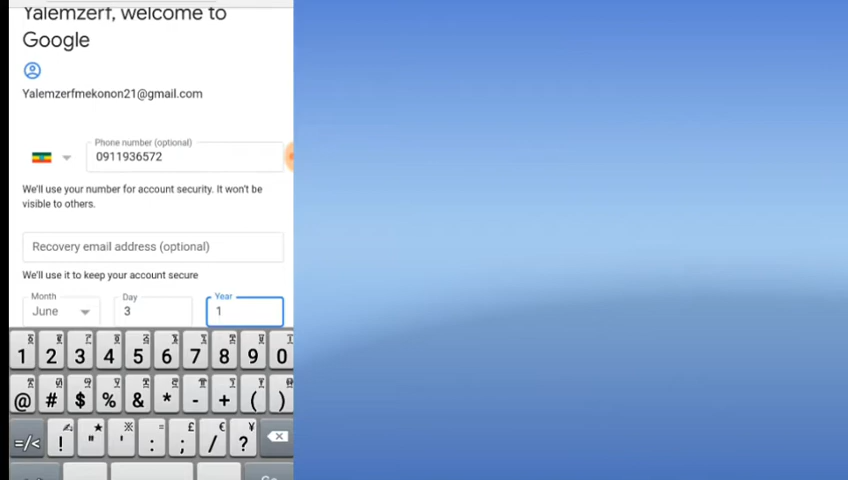 Yalemzerf, welcome to
Google
Yalemzerfmekonon21@gmail.com
Phone number (optional)
0911936572
We'll use your number for account security. It won't be
visible to others.
Recovery email address (optional)
We'll use it to keep your account secure
Month Day Year
June 3 1
1 2 3 4 5 6 7 8 9 0
@ # $ % & * - + ( )
=/< ! " ' : ; / ?